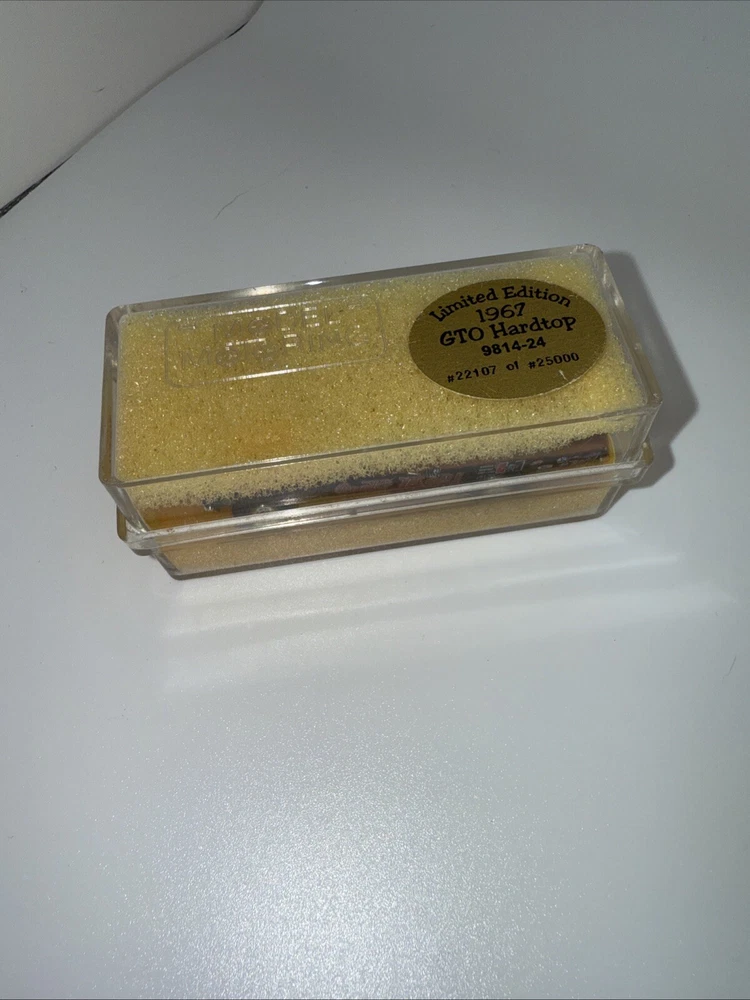 Limited Edition
1967
GTO Hardtop
9814-24
#22107 of #25000